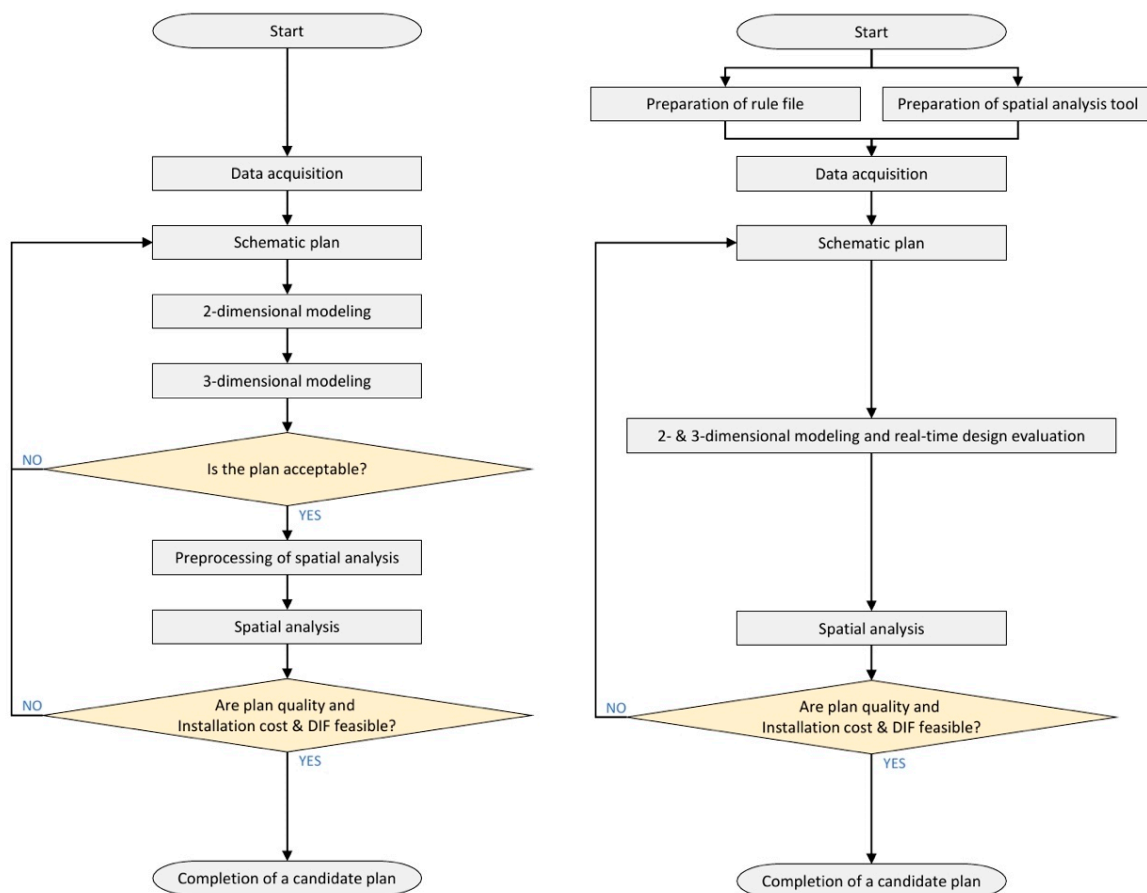 Start
Data acquisition
Schematic plan
2-dimensional modeling
3-dimensional modeling
Is the plan acceptable?
NO
YES
Preprocessing of spatial analysis
Spatial analysis
Are plan quality and
Installation cost & DIF feasible?
NO
YES
Completion of a candidate plan
Start
Preparation of rule file
Preparation of spatial analysis tool
Data acquisition
Schematic plan
2- & 3-dimensional modeling and real-time design evaluation
Spatial analysis
Are plan quality and
Installation cost & DIF feasible?
NO
YES
Completion of a candidate plan